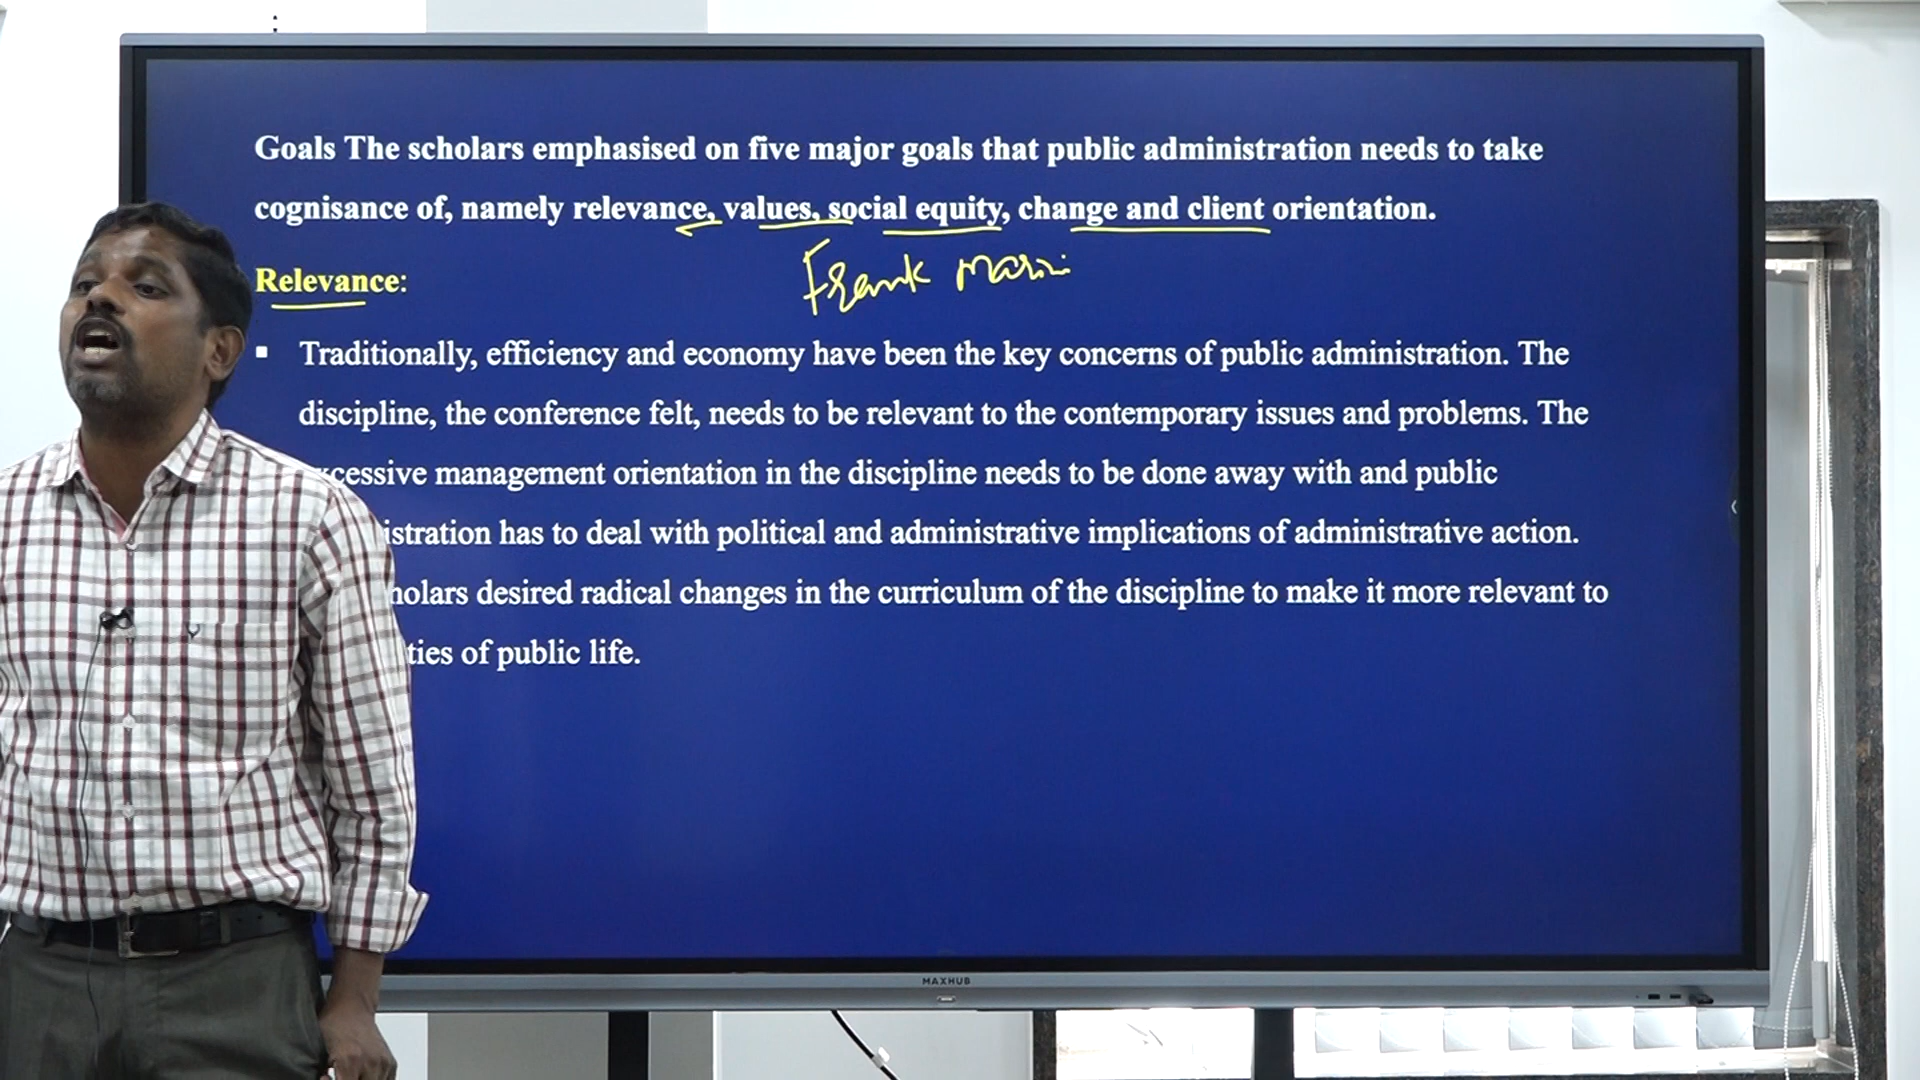 Goals The scholars emphasised on five major goals that public administration needs to take
cognisance of, namely relevance, values, social equity, change and client orientation.
Frank Marini
Relevance:
▪ Traditionally, efficiency and economy have been the key concerns of public administration. The
discipline, the conference felt, needs to be relevant to the contemporary issues and problems. The
cessive management orientation in the discipline needs to be done away with and public
istration has to deal with political and administrative implications of administrative action.
holars desired radical changes in the curriculum of the discipline to make it more relevant to
ties of public life.
MAXHUB